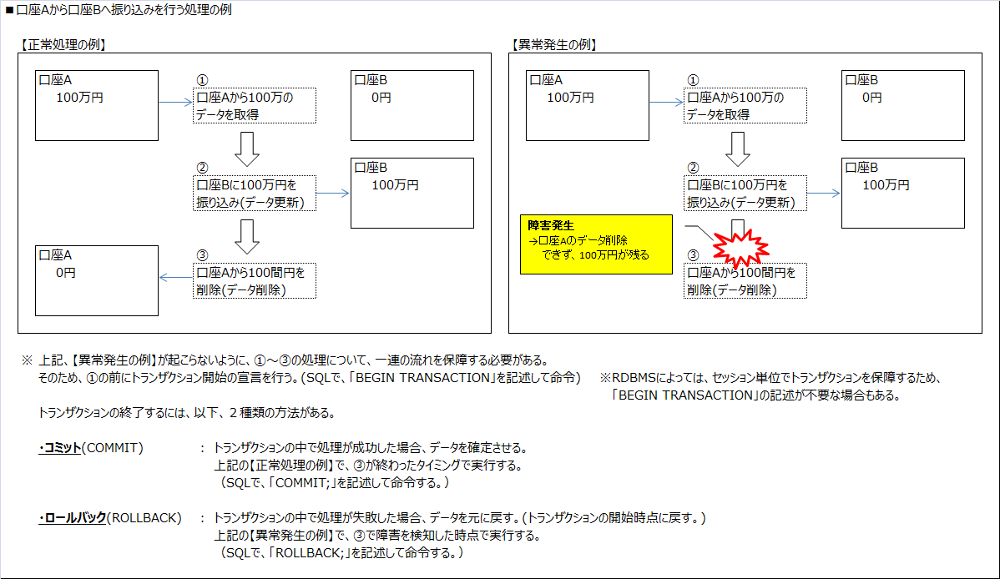 ■口座Aから口座Bへ振り込みを行う処理の例
【正常処理の例】
口座A
100万円
①
口座Aから100万の
データを取得
口座B
0円
②
口座Bに100万円を
振り込み(データ更新)
口座B
100万円
口座A
0円
③
口座Aから100間円を
削除(データ削除)
【異常発生の例】
口座A
100万円
①
口座Aから100万の
データを取得
口座B
0円
②
口座Bに100万円を
振り込み(データ更新)
口座B
100万円
障害発生
→口座Aのデータ削除
できず、100万円が残る
③
口座Aから100間円を
削除(データ削除)
※ 上記、【異常発生の例】が起こらないように、①～③の処理について、一連の流れを保障する必要がある。
そのため、①の前にトランザクション開始の宣言を行う。(SQLで、「BEGIN TRANSACTION」を記述して命令)
※RDBMSによっては、セッション単位でトランザクションを保障するため、
「BEGIN TRANSACTION」の記述が不要な場合もある。
トランザクションの終了するには、以下、２種類の方法がある。
・コミット(COMMIT) ： トランザクションの中で処理が成功した場合、データを確定させる。
上記の【正常処理の例】で、③が終わったタイミングで実行する。
（SQLで、「COMMIT;」を記述して命令する。）
・ロールバック(ROLLBACK) ： トランザクションの中で処理が失敗した場合、データを元に戻す。(トランザクションの開始時点に戻す。)
上記の【異常発生の例】で、③で障害を検知した時点で実行する。
（SQLで、「ROLLBACK;」を記述して命令する。）